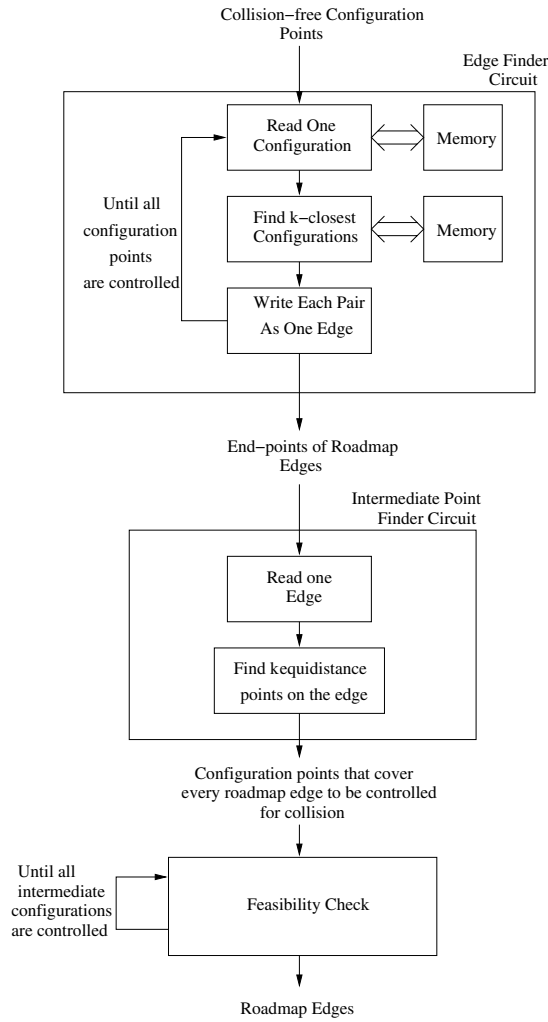 Collision-free Configuration
Points
Edge Finder
Circuit
Read One
Configuration
Memory
Until all
configuration
points
are controlled
Find k-closest
Configurations
Memory
Write Each Pair
As One Edge
End-points of Roadmap
Edges
Intermediate Point
Finder Circuit
Read one
Edge
Find kequidistance
points on the edge
Configuration points that cover
every roadmap edge to be controlled
for collision
Until all
intermediate
configurations
are controlled
Feasibility Check
Roadmap Edges